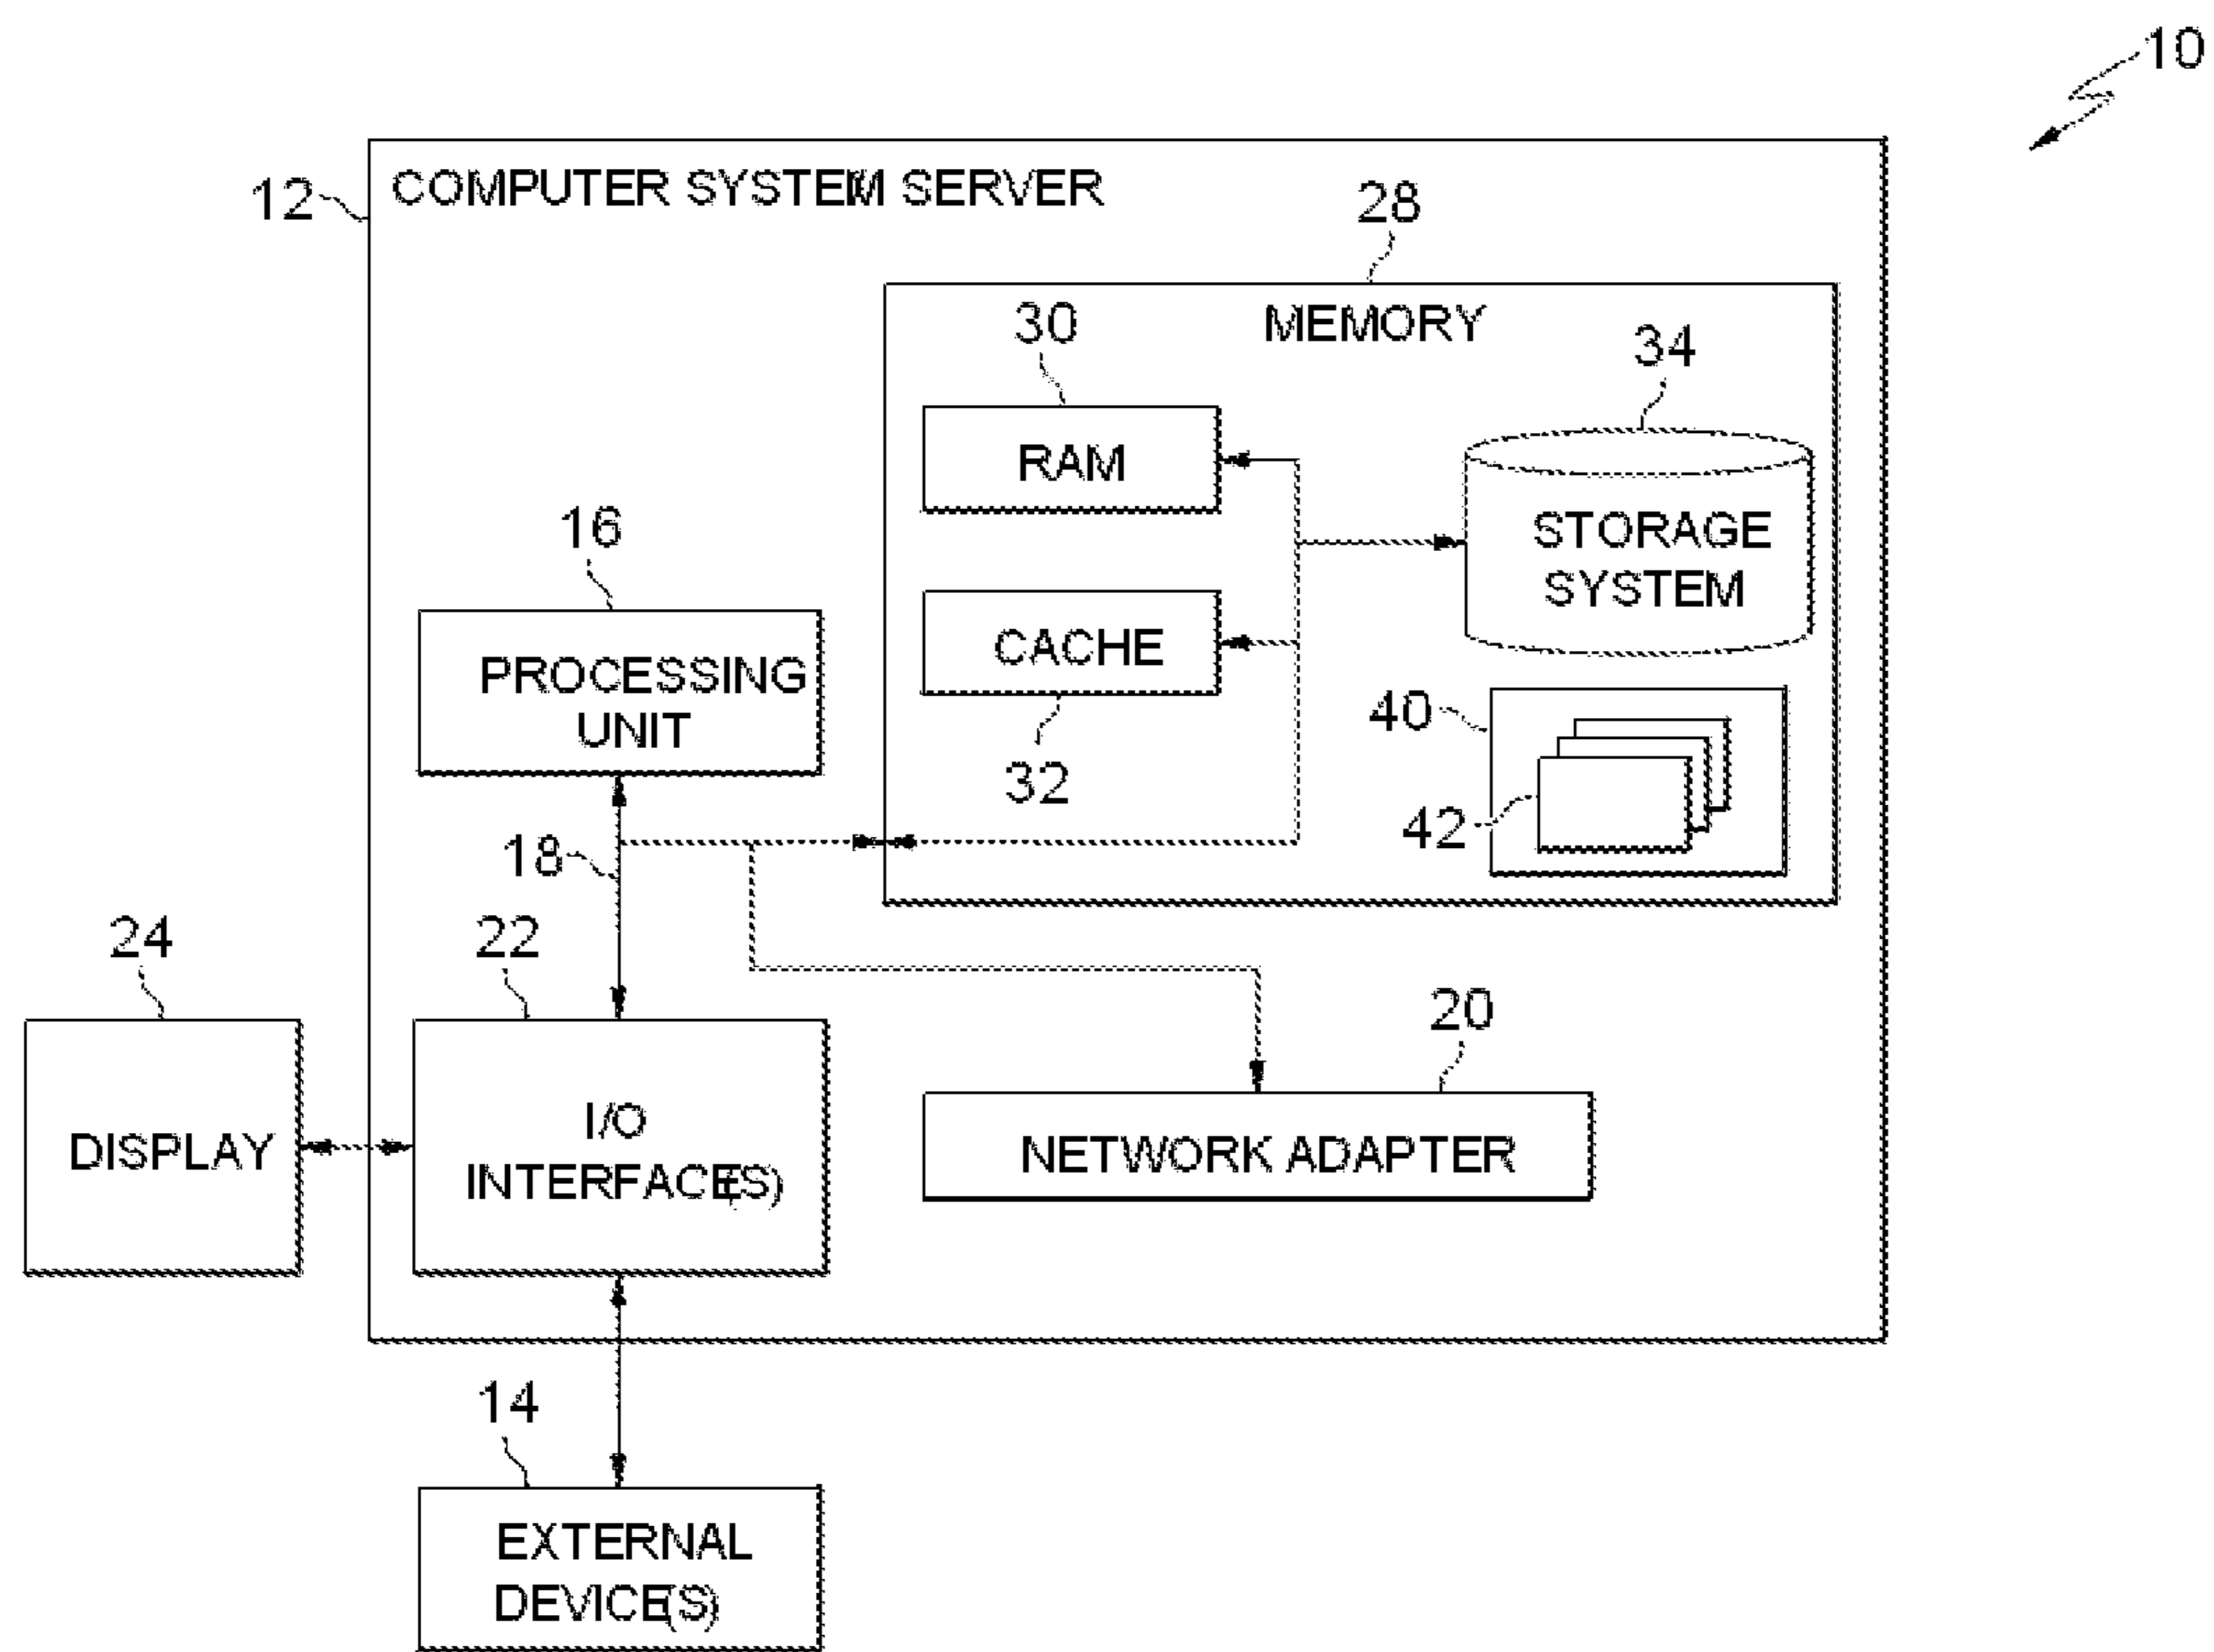 10
12
COMPUTER SYSTEM SERVER
28
MEMORY
30
34
RAM
STORAGE
SYSTEM
16
CACHE
PROCESSING
UNIT
32
40
42
18
24
22
20
DISPLAY
I/O
INTERFACE(S)
NETWORK ADAPTER
14
EXTERNAL
DEVICE(S)